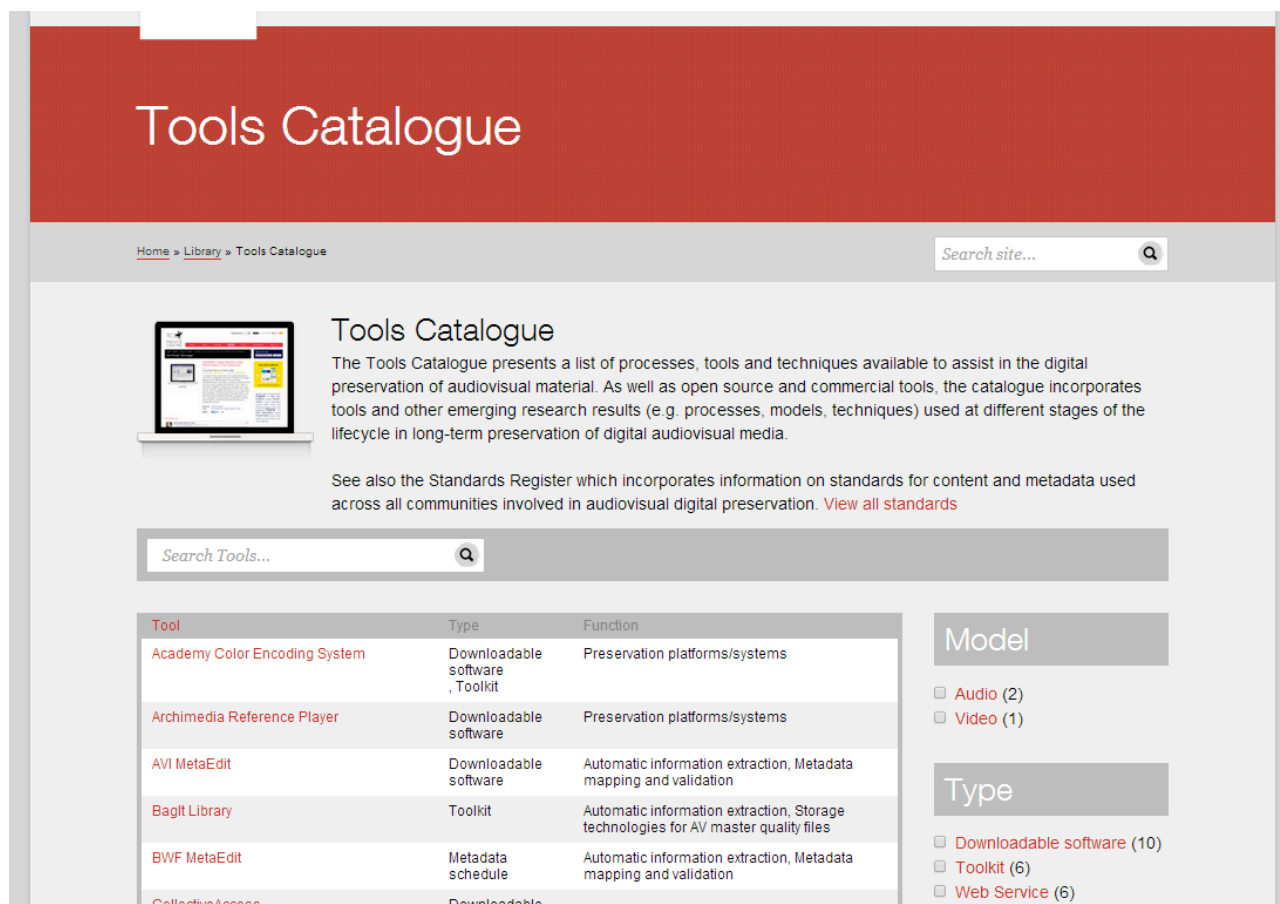 Tools Catalogue
Home » Library » Tools Catalogue
Search site...
Tools Catalogue
The Tools Catalogue presents a list of processes, tools and techniques available to assist in the digital
preservation of audiovisual material. As well as open source and commercial tools, the catalogue incorporates
tools and other emerging research results (e.g. processes, models, techniques) used at different stages of the
lifecycle in long-term preservation of digital audiovisual media.
See also the Standards Register which incorporates information on standards for content and metadata used
across all communities involved in audiovisual digital preservation. View all standards
Search Tools...
Tool Type Function
Academy Color Encoding System Downloadable Preservation platforms/systems
software
, Toolkit
Archimedia Reference Player Downloadable Preservation platforms/systems
software
AVI MetaEdit Downloadable Automatic information extraction, Metadata
software mapping and validation
BagIt Library Toolkit Automatic information extraction, Storage
technologies for AV master quality files
BWF MetaEdit Metadata Automatic information extraction, Metadata
schedule mapping and validation
CollectiveAccess Downloadable
Model
Audio (2)
Video (1)
Type
Downloadable software (10)
Toolkit (6)
Web Service (6)